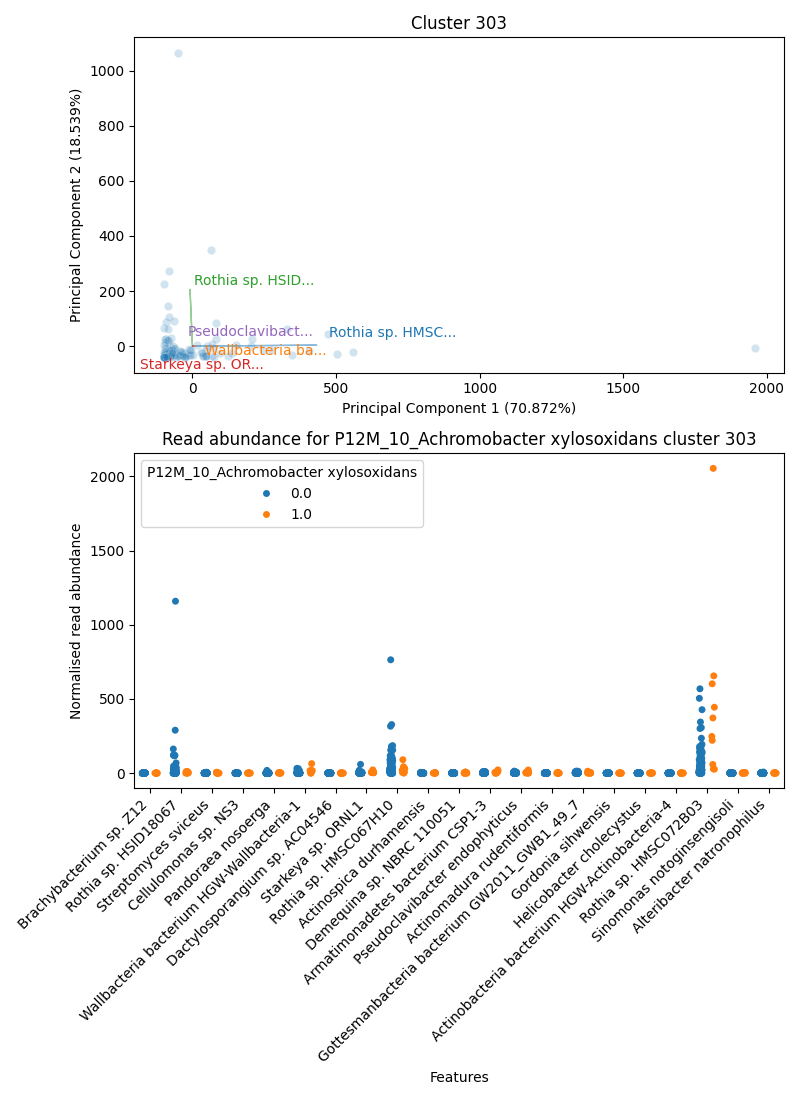 Cluster 303
Principal Component 2 (18.539%)
1000
800
600
400
200
0
Rothia sp. HSID...
Pseudoclavibact...
Rothia sp. HMSC...
Wallbacteria ba...
Starkeya sp. OR...
0
500
1000
1500
2000
Principal Component 1 (70.872%)
Read abundance for P12M_10_Achromobacter xylosoxidans cluster 303
Normalised read abundance
2000
1500
1000
500
0
P12M_10_Achromobacter xylosoxidans
0.0
1.0
Brachybacterium sp. Z12
Rothia sp. HSID18067
Streptomyces sviceus
Cellulomonas sp. NS3
Pandoraea nosoerga
Wallbacteria bacterium HGW-Wallbacteria-1
Dactylosporangium sp. AC04546
Starkeya sp. ORNL1
Rothia sp. HMSC067H10
Actinospica durhamensis
Demequina sp. NBRC 110051
Armatimonadetes bacterium CSP1-3
Pseudoclavibacter endophyticus
Actinomadura rudentiformis
Gottesmanbacteria bacterium GW2011_GWB1_49_7
Gordonia sihwensis
Helicobacter cholecystus
Actinobacteria bacterium HGW-Actinobacteria-4
Rothia sp. HMSC072B03
Sinomonas notoginsengisoli
Alteribacter natronophilus
Features